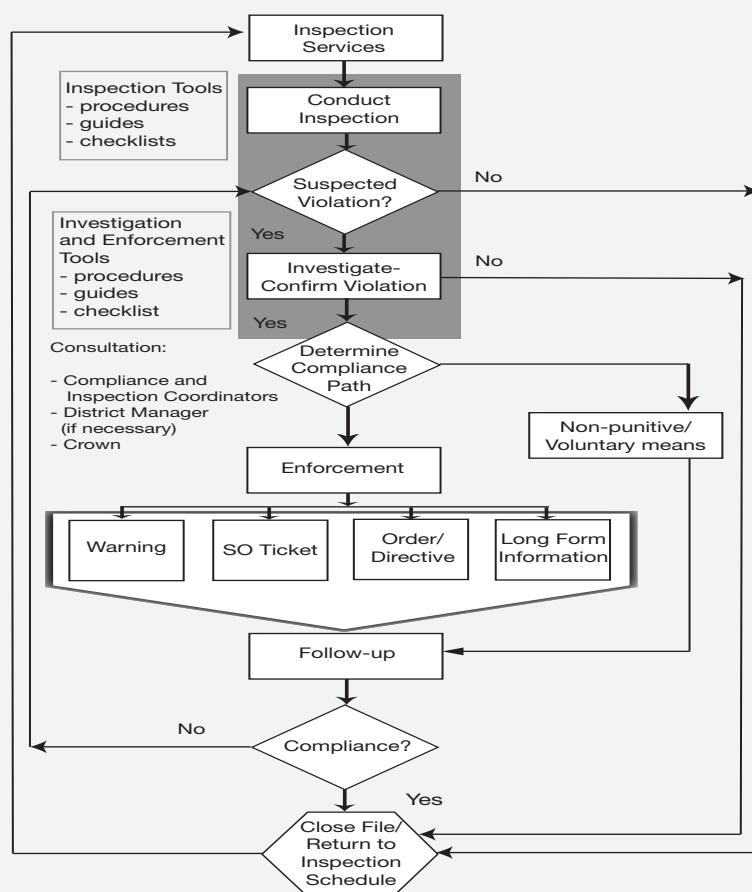 Inspection
Services
Inspection Tools
- procedures
- guides
- checklists
Conduct
Inspection
Suspected
Violation?
No
Yes
Investigation
and Enforcement
Tools
- procedures
- guides
- checklist
Investigate-
Confirm Violation
No
Yes
Consultation:
- Compliance and
Inspection Coordinators
- District Manager
(if necessary)
- Crown
Determine
Compliance
Path
Non-punitive/
Voluntary means
Enforcement
Warning
SO Ticket
Order/
Directive
Long Form
Information
Follow-up
No
Compliance?
Yes
Close File/
Return to
Inspection
Schedule